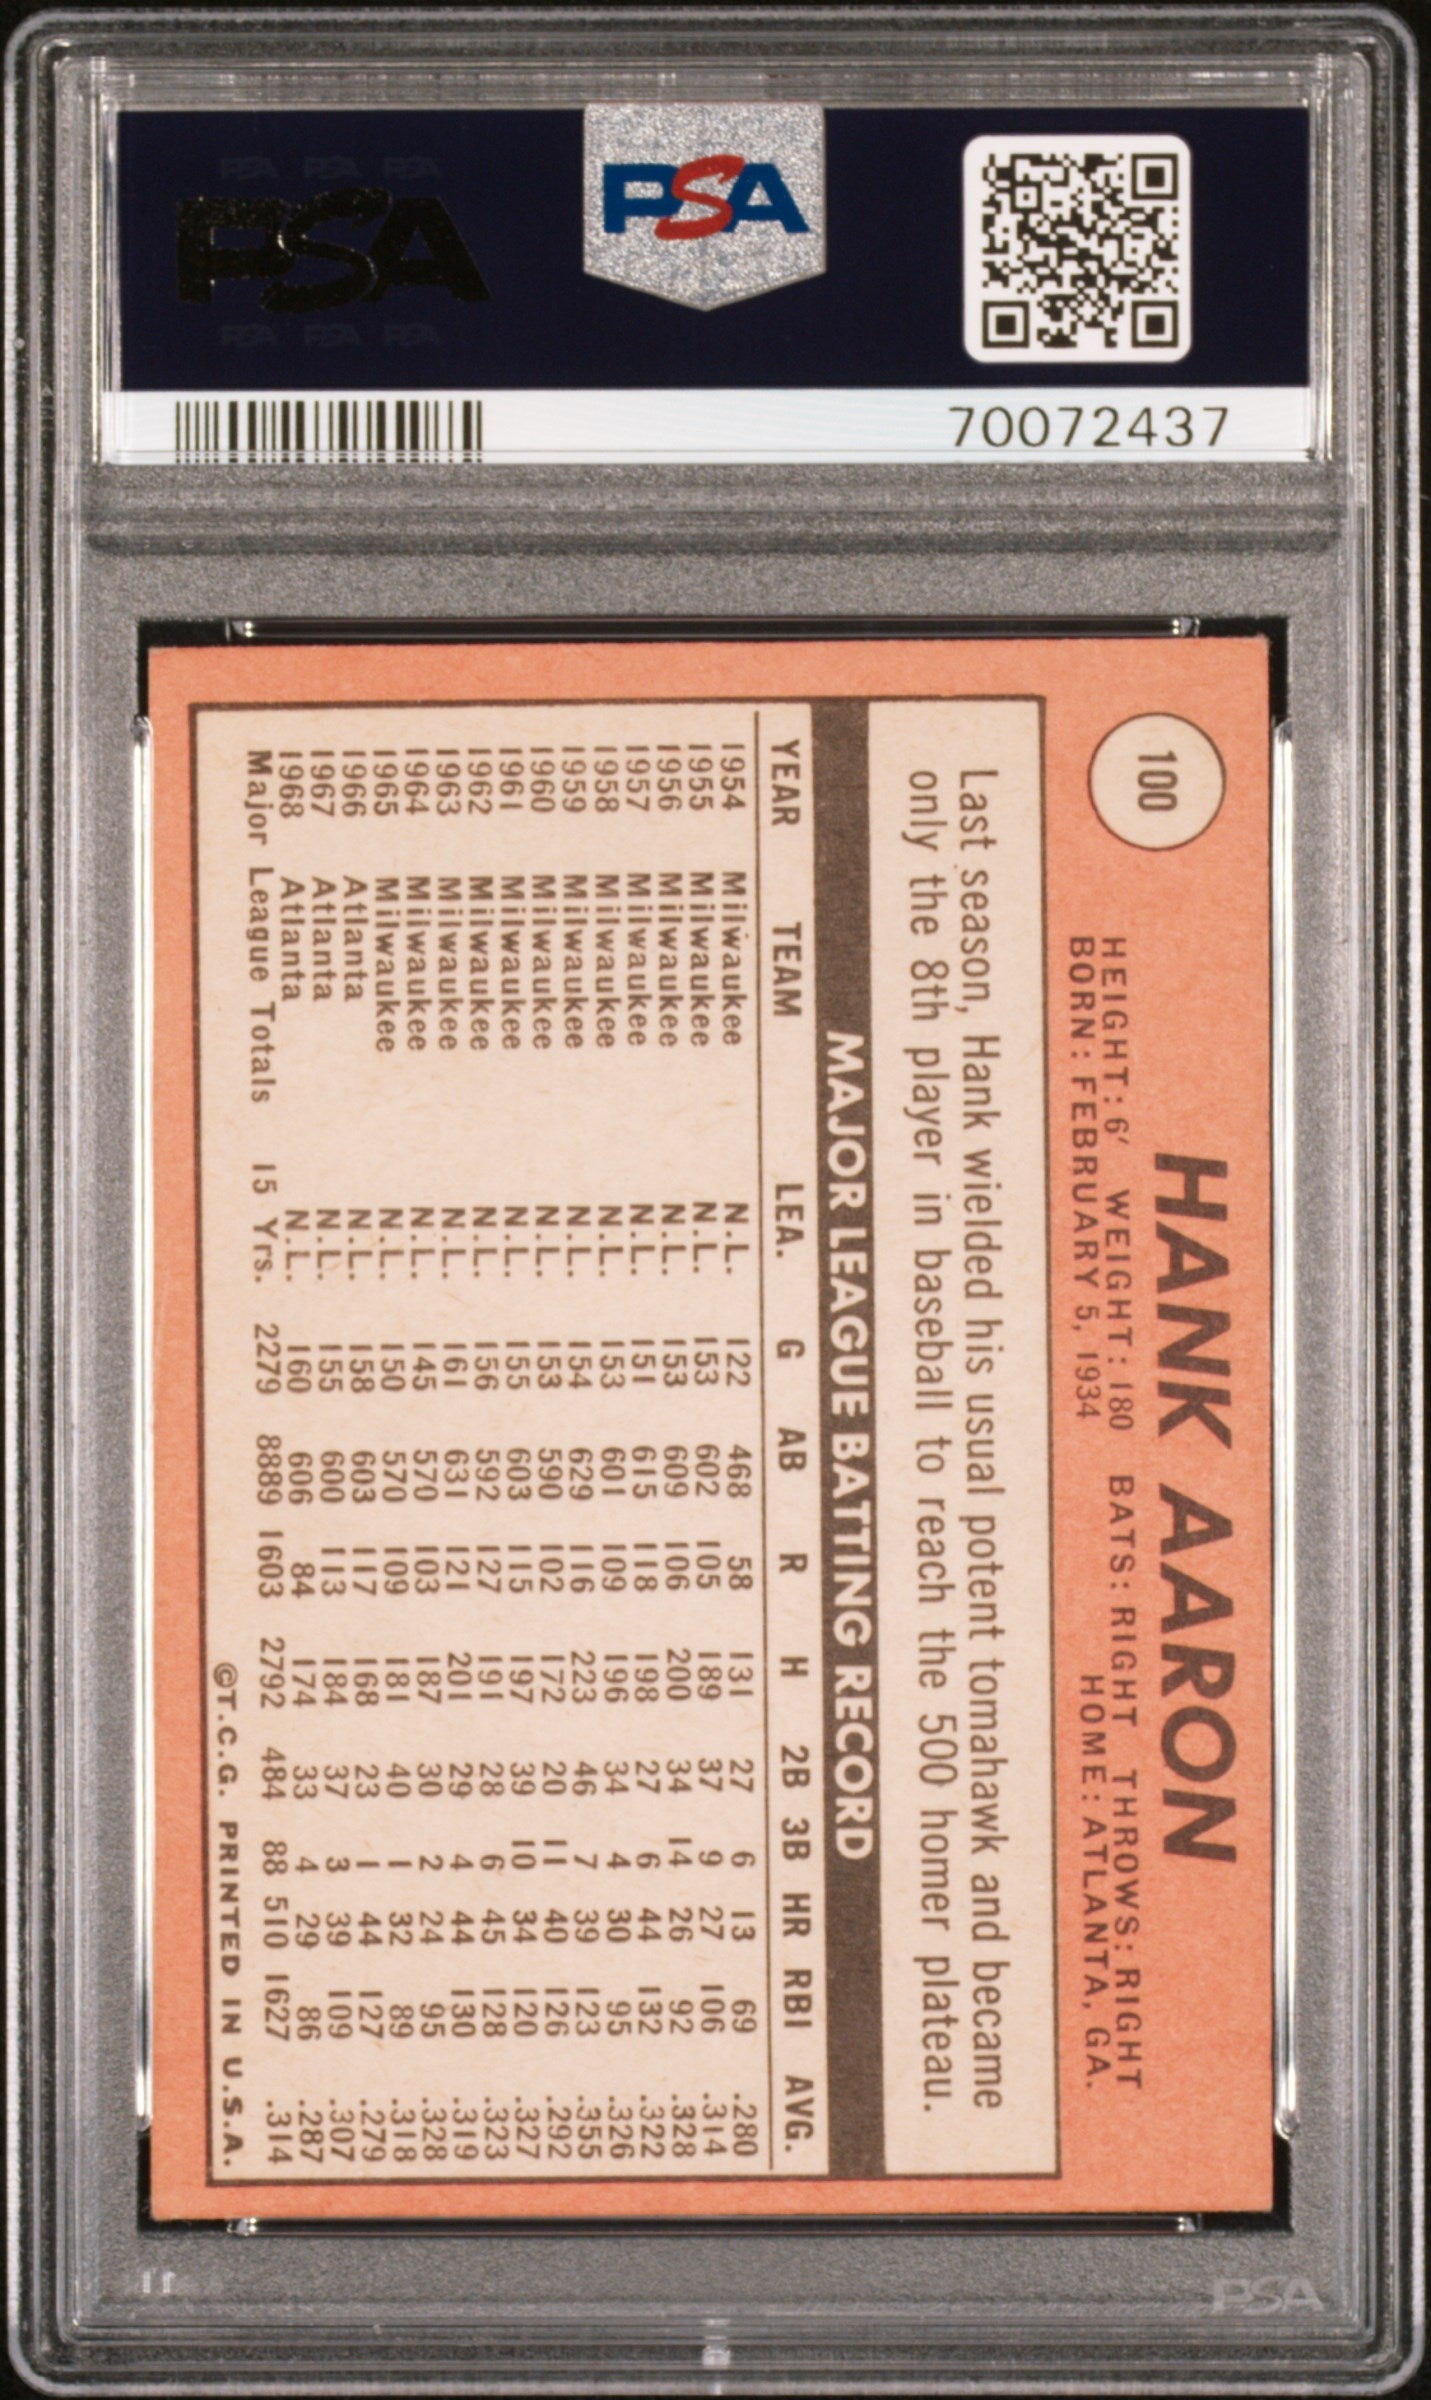 PSA PSA PSA
PSA
PSA PSA PSA
PSA
70072437
100
HANK AARON
HEIGHT: 6' WEIGHT: 180 BATS: RIGHT THROWS: RIGHT
BORN: FEBRUARY 5, 1934 HOME: ATLANTA, GA.
Last season, Hank wielded his usual potent tomahawk and became
only the 8th player in baseball to reach the 500 homer plateau.
MAJOR LEAGUE BATTING RECORD
YEAR TEAM LEA. G AB R H 2B 3B HR RBI AVG.
1954 Milwaukee N.L. 122 468 58 131 27 6 13 69 .280
1955 Milwaukee N.L. 153 602 105 189 37 9 27 106 .314
1956 Milwaukee N.L. 153 609 106 200 34 14 26 92 .328
1957 Milwaukee N.L. 151 615 118 198 27 6 44 132 .322
1958 Milwaukee N.L. 153 601 109 196 34 4 30 95 .326
1959 Milwaukee N.L. 154 629 116 223 46 7 39 123 .355
1960 Milwaukee N.L. 153 590 102 172 20 11 40 126 .292
1961 Milwaukee N.L. 155 603 115 197 39 10 34 120 .327
1962 Milwaukee N.L. 156 592 127 191 28 6 45 128 .323
1963 Milwaukee N.L. 161 631 121 201 29 4 44 130 .319
1964 Milwaukee N.L. 145 570 103 187 30 2 24 95 .328
1965 Milwaukee N.L. 150 570 109 181 40 1 32 89 .318
1966 Atlanta N.L. 158 603 117 168 23 1 44 127 .279
1967 Atlanta N.L. 155 600 113 184 37 3 39 109 .307
1968 Atlanta N.L. 160 606 84 174 33 4 29 86 .287
Major League Totals 15 Yrs. 2279 8889 1603 2792 484 88 510 1627 .314
©T.C.G. PRINTED IN U.S.A.
PSA